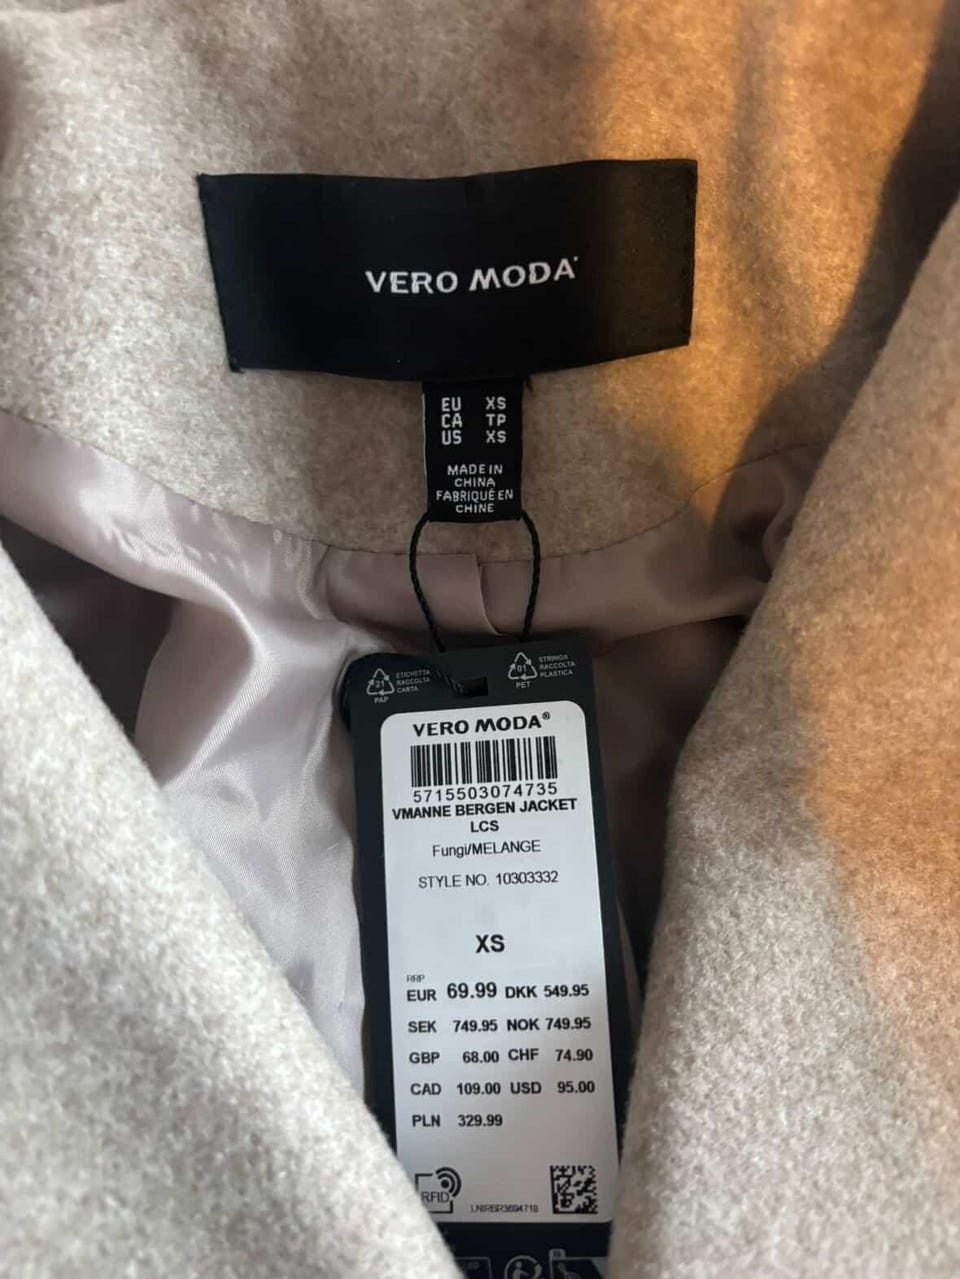 VERO MODA
EU XS
CA TP
US XS
MADE IN
CHINA
FABRIQUÉ EN
CHINE
21
ETICHETTA
RACCOLTA
CARTA
PAP
01
STRINGA
RACCOLTA
PLASTICA
PET
VERO MODA®
5715503074735
VMANNE BERGEN JACKET
LCS
Fungi/MELANGE
STYLE NO. 10303332
XS
RRP
EUR 69.99 DKK 549.95
SEK 749.95 NOK 749.95
GBP 68.00 CHF 74.90
CAD 109.00 USD 95.00
PLN 329.99
RFID